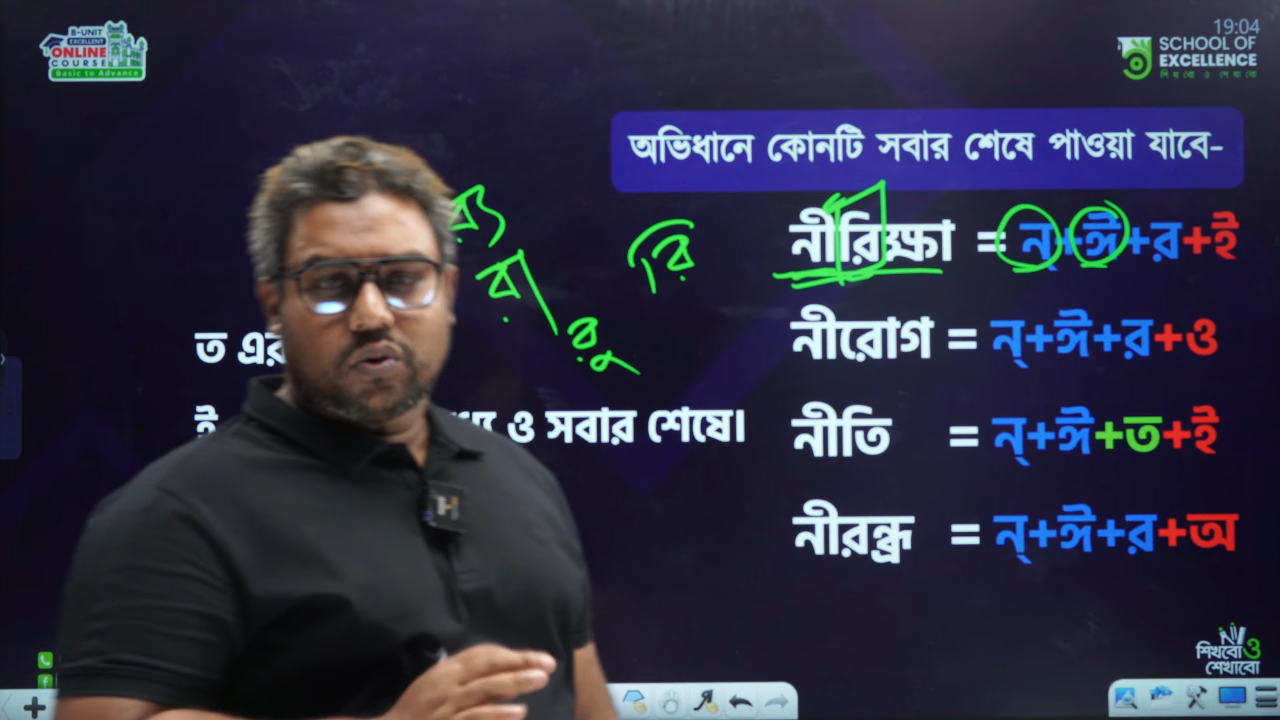 B-UNIT
EXCELLENT
ONLINE
COURSE
Basic to Advance
19:04
SCHOOL OF
EXCELLENCE
শিখবো ও শেখাবো
অভিধানে কোনটি সবার শেষে পাওয়া যাবে-
নীরিক্ষা = ন্+ঈ+র+ই
ব্য
রা
রি
রু
নীরোগ = ন্+ঈ+র+ও
ত এর
নীতি = ন্+ঈ+ত+ই
ও সবার শেষে।
নীরন্ধ্র = ন্+ঈ+র+অ
শিখবো ও
শেখাবো